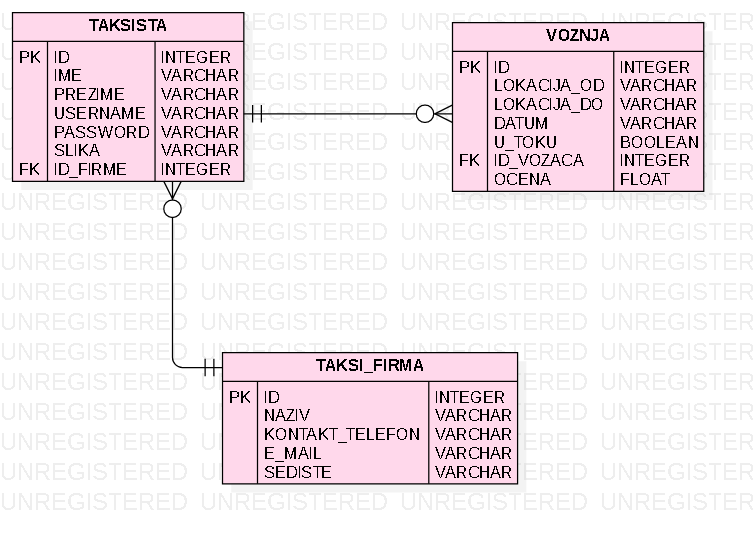 TAKSISTA
PK ID INTEGER
IME VARCHAR
PREZIME VARCHAR
USERNAME VARCHAR
PASSWORD VARCHAR
SLIKA VARCHAR
FK ID_FIRME INTEGER
VOZNJA
PK ID INTEGER
LOKACIJA_OD VARCHAR
LOKACIJA_DO VARCHAR
DATUM VARCHAR
U_TOKU BOOLEAN
FK ID_VOZACA INTEGER
OCENA FLOAT
TAKSI_FIRMA
PK ID INTEGER
NAZIV VARCHAR
KONTAKT_TELEFON VARCHAR
E_MAIL VARCHAR
SEDISTE VARCHAR
UNREGISTERED UNREGISTERED UNREGISTERED UNREGISTERED